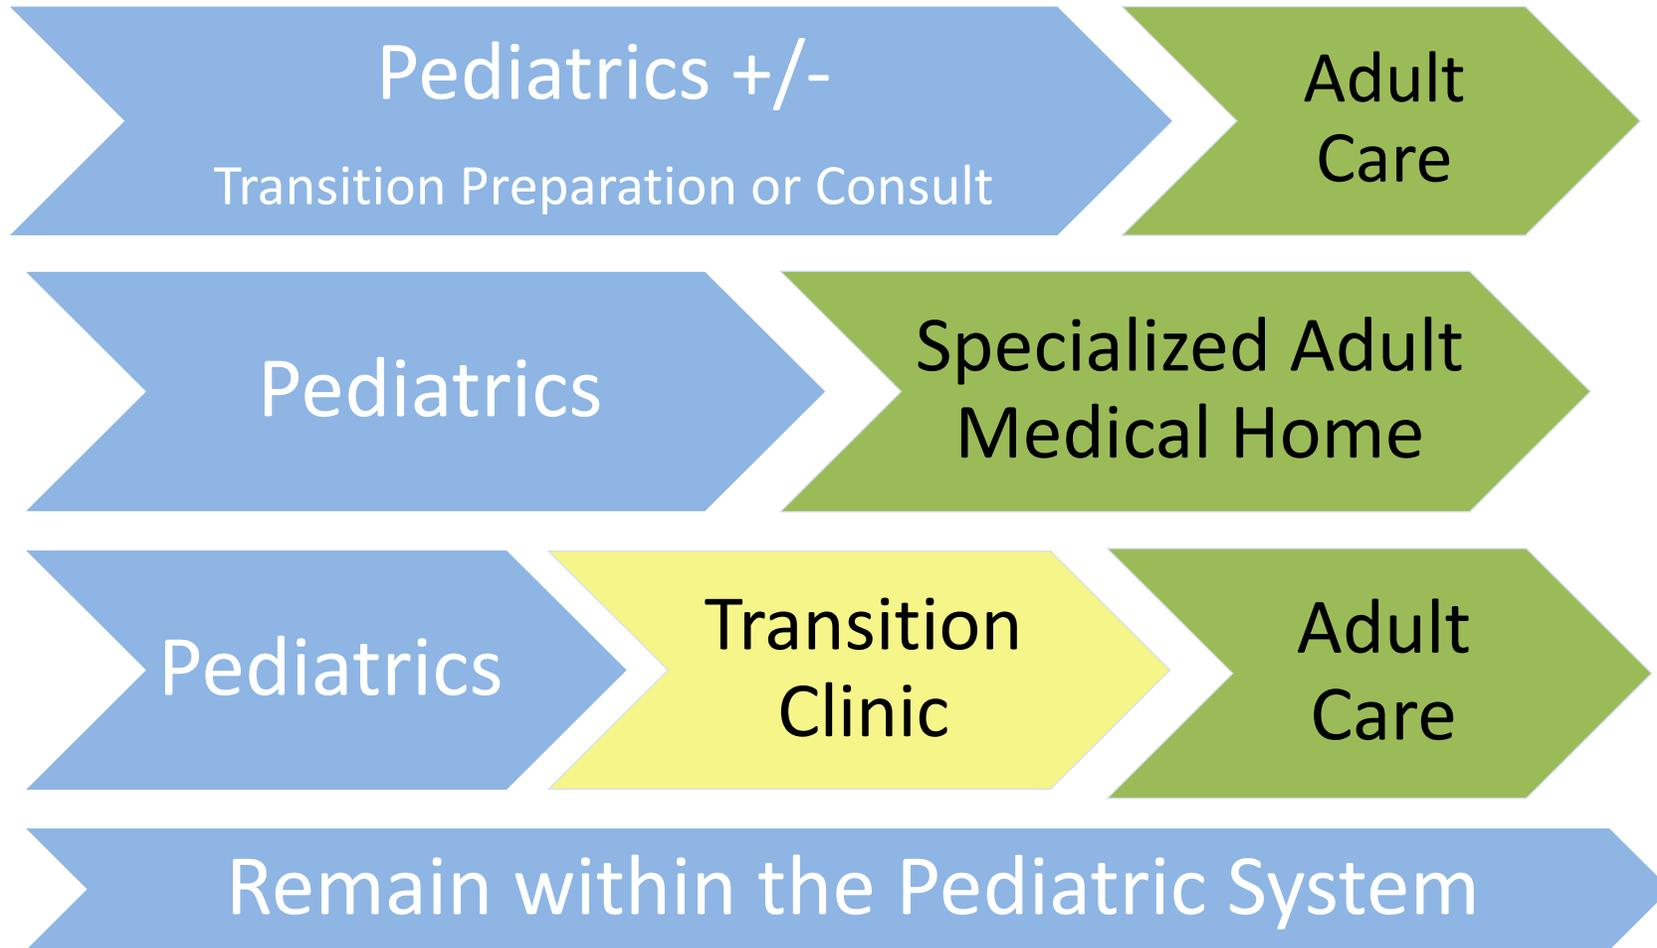 Pediatrics +/-
Transition Preparation or Consult
Adult
Care
Pediatrics
Specialized Adult
Medical Home
Pediatrics
Transition
Clinic
Adult
Care
Remain within the Pediatric System